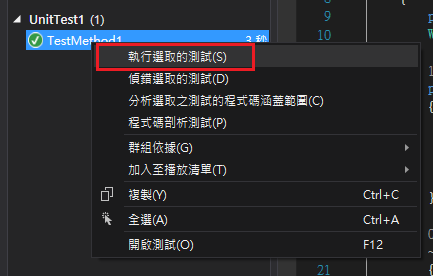 UnitTest1 (1)
TestMethod1 3 秒
執行選取的測試(S)
偵錯選取的測試(D)
分析選取之測試的程式碼涵蓋範圍(C)
程式碼剖析測試(P)
群組依據(G)
加入至播放清單(T)
複製(Y) Ctrl+C
全選(A) Ctrl+A
開啟測試(O) F12
8
9
10
21